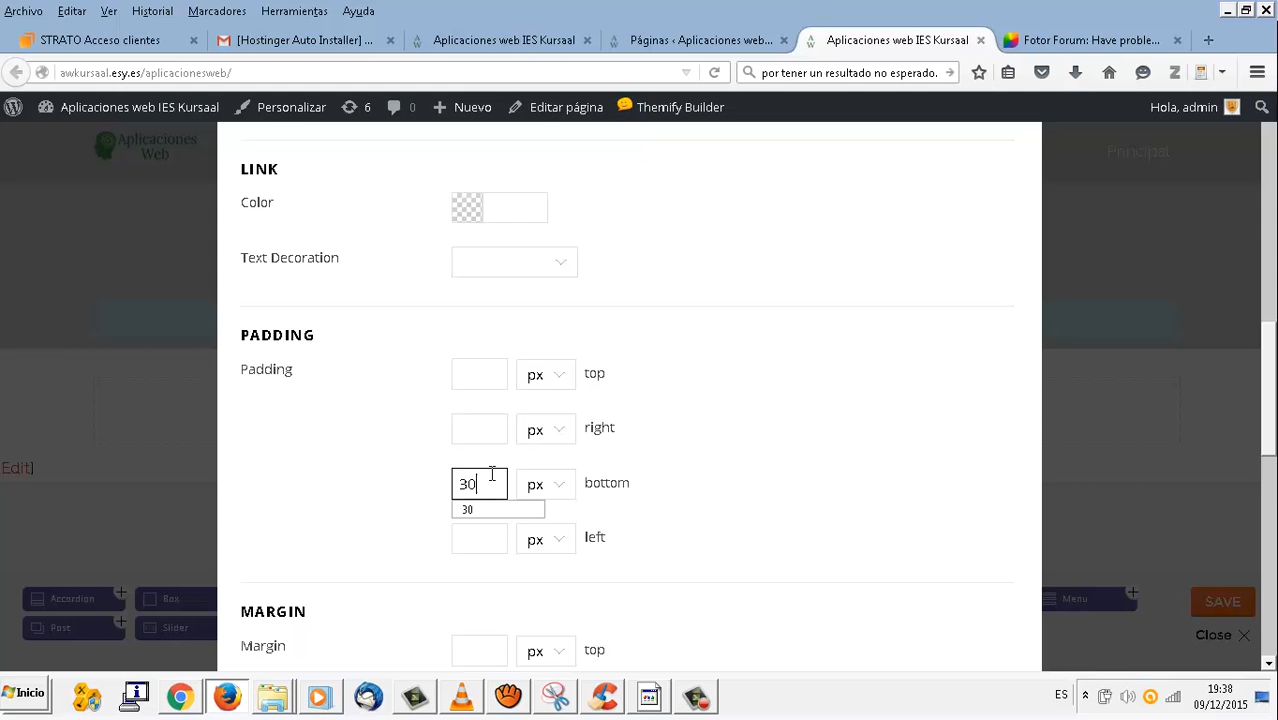 Archivo Editar Ver Historial Marcadores Herramientas Ayuda
STRATO Acceso clientes × [Hostinger Auto Installer] ... × Aplicaciones web IES Kursaal × Páginas ‹ Aplicaciones web... × Aplicaciones web IES Kursaal × Fotor Forum: Have proble... × +
awkursaal.esy.es/aplicacionesweb/ por tener un resultado no esperado.
Aplicaciones web IES Kursaal Personalizar 6 0 Nuevo Editar página Themify Builder Hola, admin
Aplicaciones
Web
Principal
LINK
Color
Text Decoration
PADDING
Padding px top
px right
30 px bottom
30
px left
Edit]
MARGIN
Margin px top
Accordion Box Menu SAVE
Post Slider Close
Inicio ES 19:38
09/12/2015